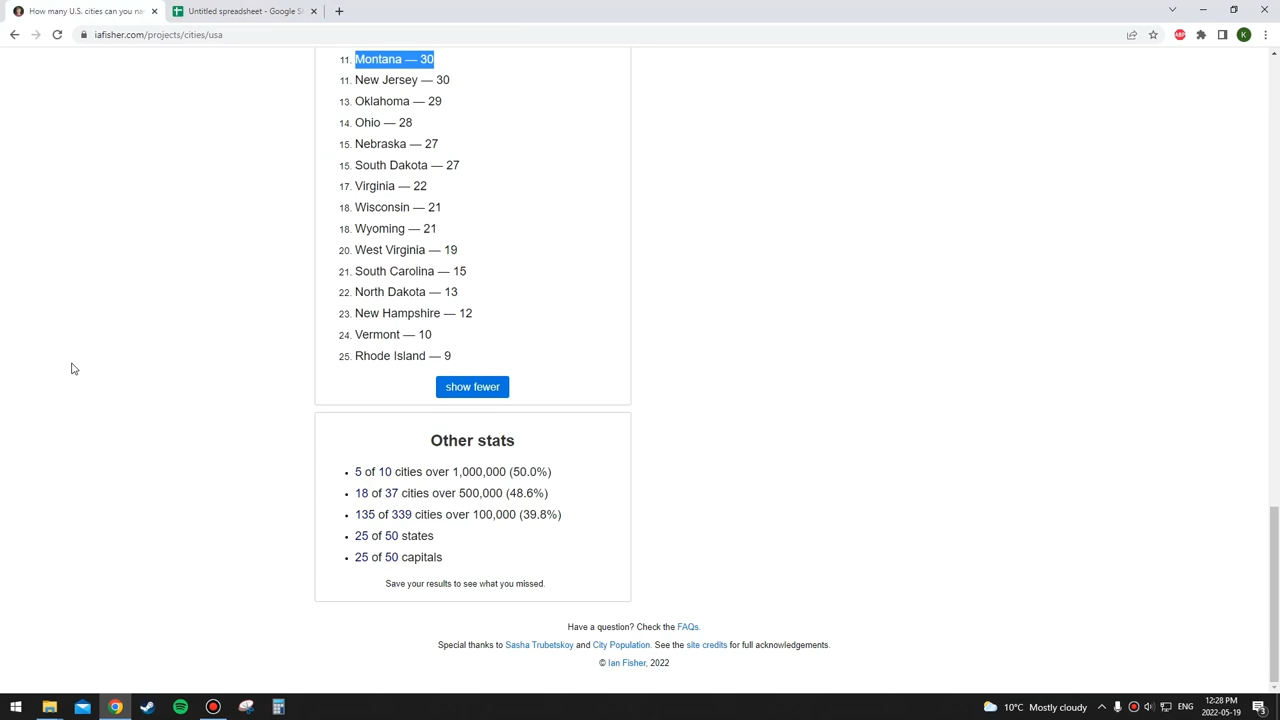 How many U.S. cities can you na
Untitled spreadsheet - Google S
iafisher.com/projects/cities/usa
ABP
K
11. Montana — 30
11. New Jersey — 30
13. Oklahoma — 29
14. Ohio — 28
15. Nebraska — 27
15. South Dakota — 27
17. Virginia — 22
18. Wisconsin — 21
18. Wyoming — 21
20. West Virginia — 19
21. South Carolina — 15
22. North Dakota — 13
23. New Hampshire — 12
24. Vermont — 10
25. Rhode Island — 9
show fewer
Other stats
• 5 of 10 cities over 1,000,000 (50.0%)
• 18 of 37 cities over 500,000 (48.6%)
• 135 of 339 cities over 100,000 (39.8%)
• 25 of 50 states
• 25 of 50 capitals
Save your results to see what you missed.
Have a question? Check the FAQs.
Special thanks to Sasha Trubetskoy and City Population. See the site credits for full acknowledgements.
© Ian Fisher, 2022
10°C Mostly cloudy
ENG
12:28 PM
2022-05-19
3